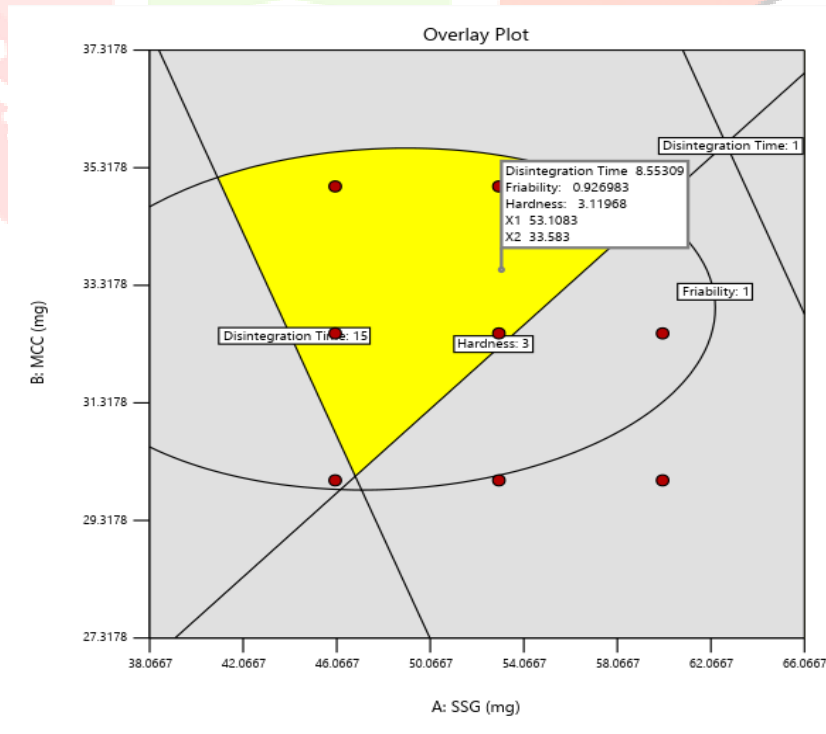 Overlay Plot
37.3178
35.3178
33.3178
31.3178
29.3178
27.3178
B: MCC (mg)
Disintegration Time: 1
Disintegration Time 8.55309
Friability: 0.926983
Hardness: 3.11968
X1 53.1083
X2 33.583
Friability: 1
Disintegration Time: 15
Hardness: 3
38.0667 42.0667 46.0667 50.0667 54.0667 58.0667 62.0667 66.0667
A: SSG (mg)